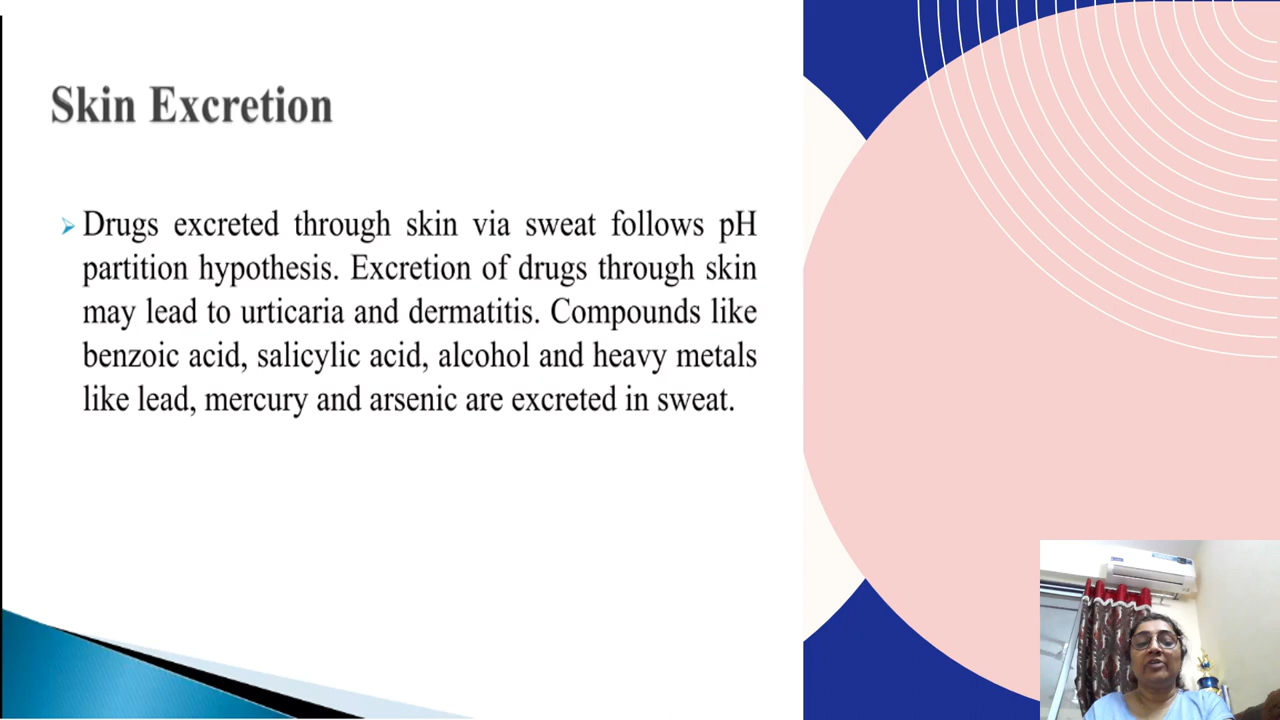 Skin Excretion
Drugs excreted through skin via sweat follows pH
partition hypothesis. Excretion of drugs through skin
may lead to urticaria and dermatitis. Compounds like
benzoic acid, salicylic acid, alcohol and heavy metals
like lead, mercury and arsenic are excreted in sweat.